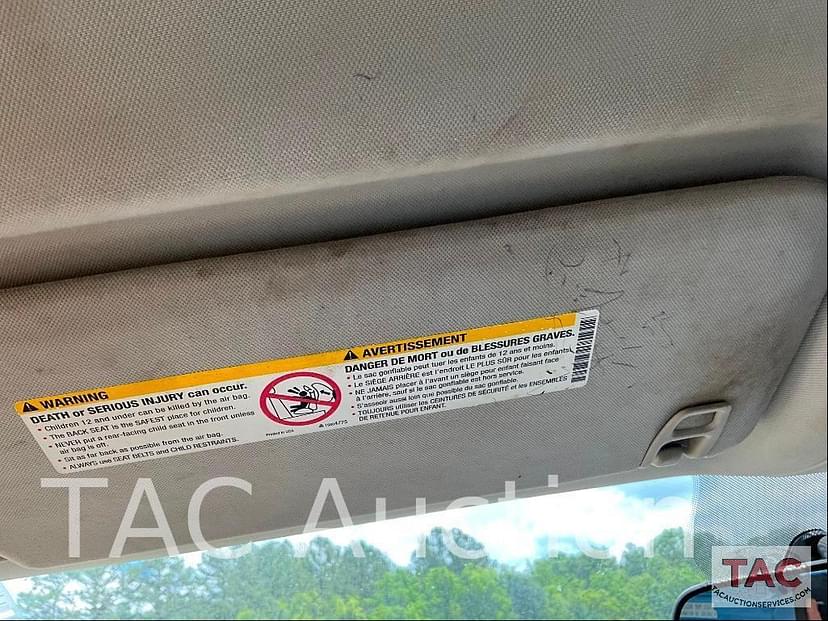 WARNING
DEATH or SERIOUS INJURY can occur.
• Children 12 and under can be killed by the air bag.
• The BACK SEAT is the SAFEST place for children.
• NEVER put a rear-facing child seat in the front unless
air bag is off.
• Sit as far back as possible from the air bag.
• ALWAYS use SEAT BELTS and CHILD RESTRAINTS.
Printed in USA
AVERTISSEMENT
DANGER DE MORT ou de BLESSURES GRAVES.
• Le sac gonflable peut tuer les enfants de 12 ans et moins.
• Le SIÈGE ARRIÈRE est l'endroit LE PLUS SÛR pour les enfants.
• NE JAMAIS placer à l'avant un siège pour enfant faisant face
à l'arrière, sauf si le sac gonflable est hors service.
• S'asseoir aussi loin que possible du sac gonflable.
• TOUJOURS utiliser les CEINTURES DE SÉCURITÉ et les ENSEMBLES
DE RETENUE POUR ENFANT.
TAC Auction
TAC
TACAUCTIONSERVICES.COM